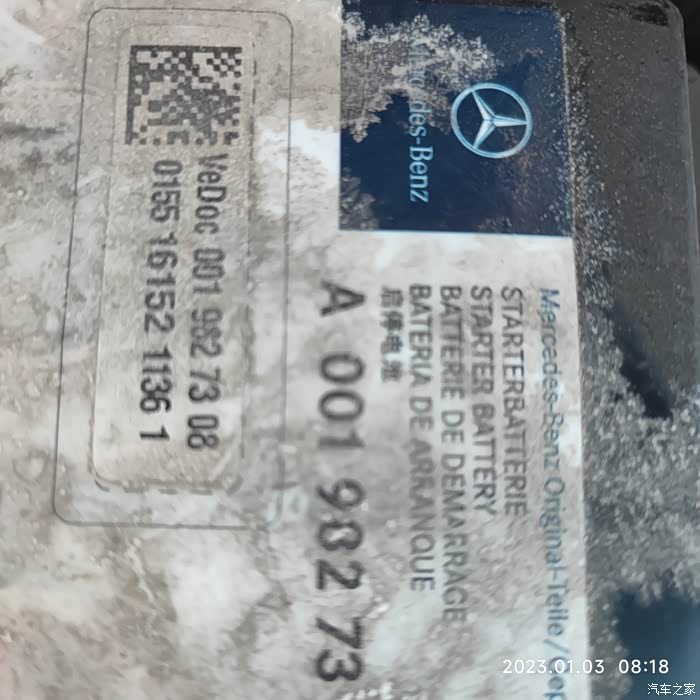 Mercedes-Benz
Mercedes-Benz Original-Teile
STARTERBATTERIE
STARTER BATTERY
BATTERIE DE DEMARRAGE
BATERIA DE ARRANQUE
启停电池
A 001 982 73
VeDoc 001 982 73 08
0155 16152 1136 1
2023.01.03 08:18
汽车之家